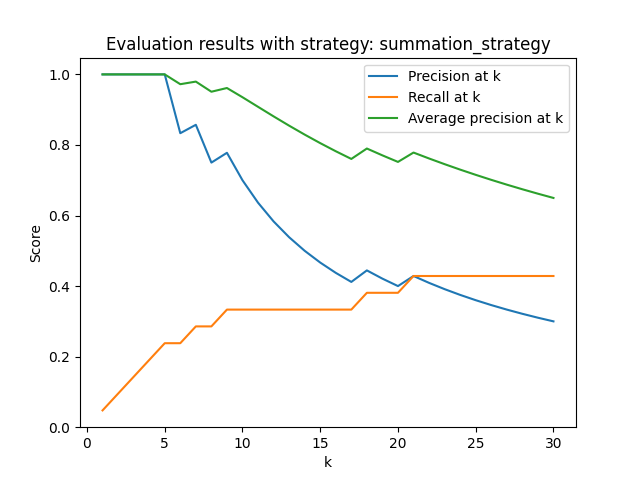 Evaluation results with strategy: summation_strategy
Precision at k
Recall at k
Average precision at k
Score
1.0
0.8
0.6
0.4
0.2
0.0
0 5 10 15 20 25 30
k